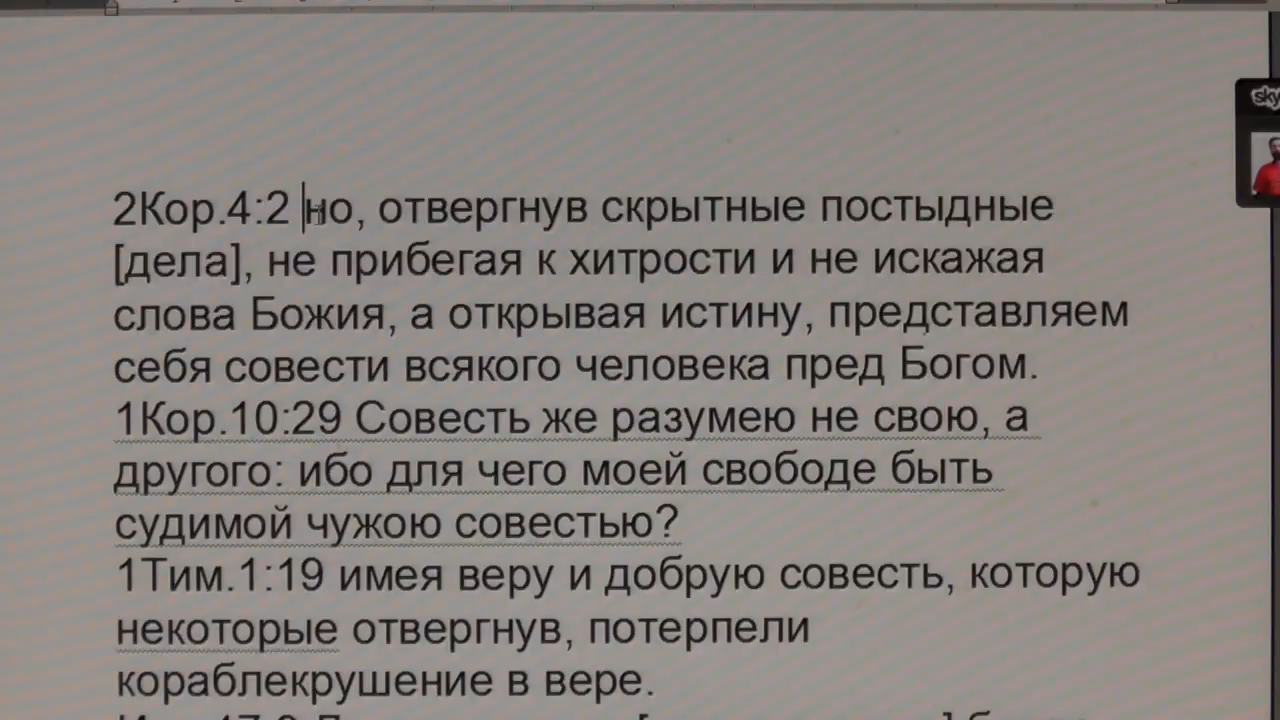 2Кор.4:2 но, отвергнув скрытные постыдные
[дела], не прибегая к хитрости и не искажая
слова Божия, а открывая истину, представляем
себя совести всякого человека пред Богом.
1Кор.10:29 Совесть же разумею не свою, а
другого: ибо для чего моей свободе быть
судимой чужою совестью?
1Тим.1:19 имея веру и добрую совесть, которую
некоторые отвергнув, потерпели
кораблекрушение в вере.
sky